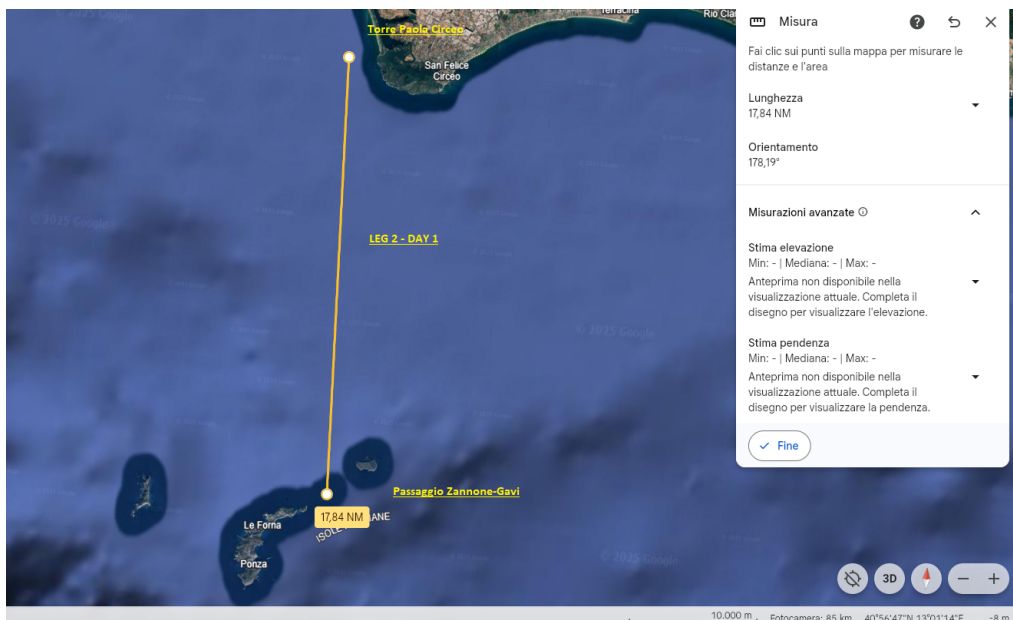 Torre Paola Circeo
Terracina
San Felice
Circeo
© 2025 Google
LEG 2 - DAY 1
© 2025 Google
Passaggio Zannone-Gavi
17,84 NM
Le Forna
Ponza
© 2025 Google
3D
10.000 m
Fotocamera: 85 km
40°56'47"N 13°01'14"E
-8 m
Misura
Fai clic sui punti sulla mappa per misurare le
distanze e l'area
Lunghezza
17,84 NM
Orientamento
178,19°
Misurazioni avanzate
Stima elevazione
Min: - | Mediana: - | Max: -
Anteprima non disponibile nella
visualizzazione attuale. Completa il
disegno per visualizzare l'elevazione.
Stima pendenza
Min: - | Mediana: - | Max: -
Anteprima non disponibile nella
visualizzazione attuale. Completa il
disegno per visualizzare la pendenza.
Fine